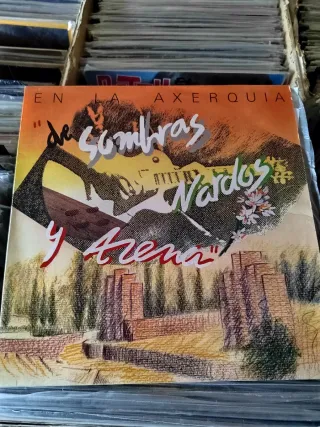 EN LA AXERQUIA
"de Sombras
Nardos
y Arena"